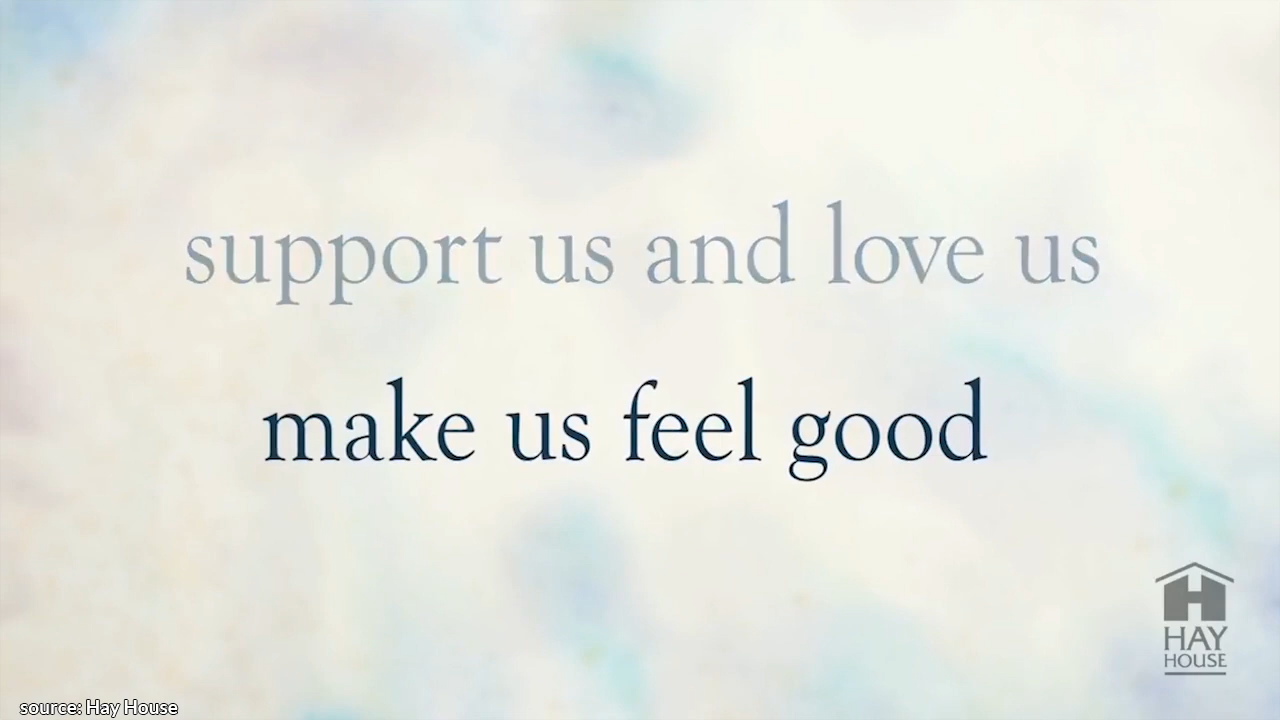 support us and love us
make us feel good
HAY
HOUSE
source: Hay House